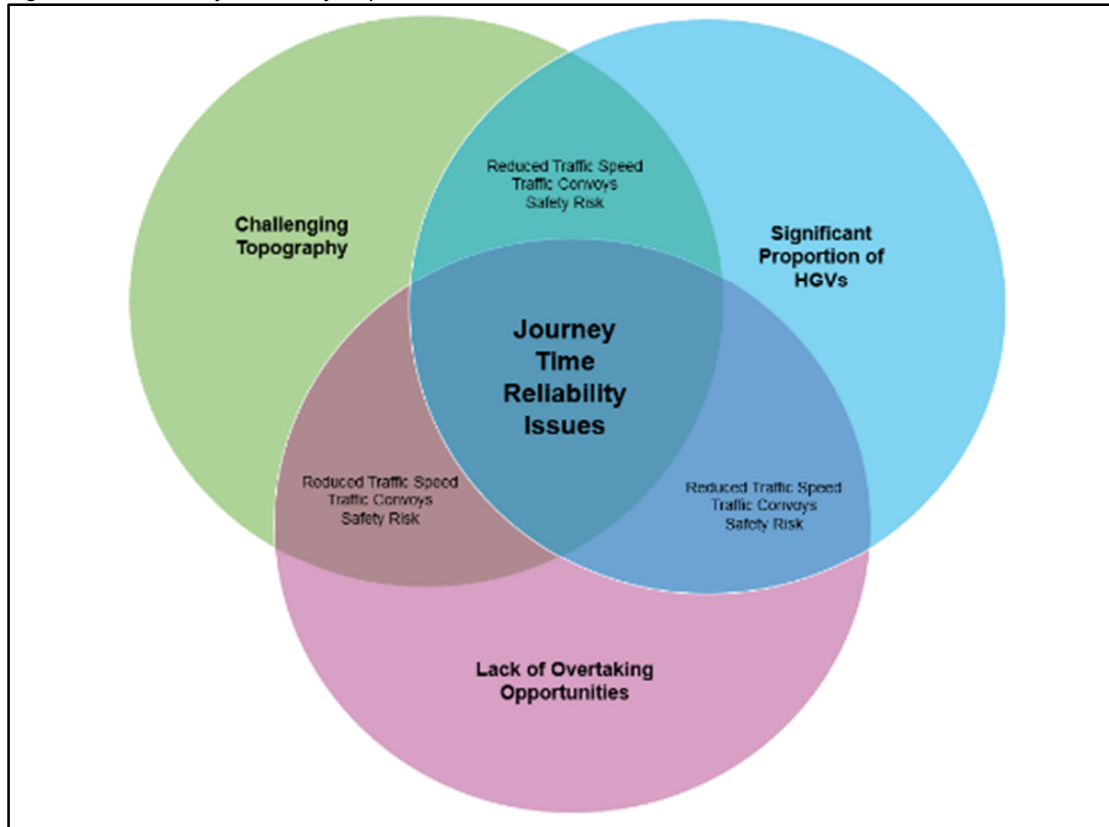 Reduced Traffic Speed
Traffic Convoys
Safety Risk
Challenging
Topography
Significant
Proportion of
HGVs
Journey
Time
Reliability
Issues
Reduced Traffic Speed
Traffic Convoys
Safety Risk
Reduced Traffic Speed
Traffic Convoys
Safety Risk
Lack of Overtaking
Opportunities